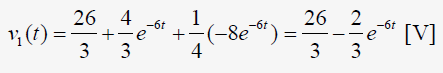 v₁(t) = 26/3 + 4/3 e^{-6t} + 1/4 (-8e^{-6t}) = 26/3 - 2/3 e^{-6t} [V]